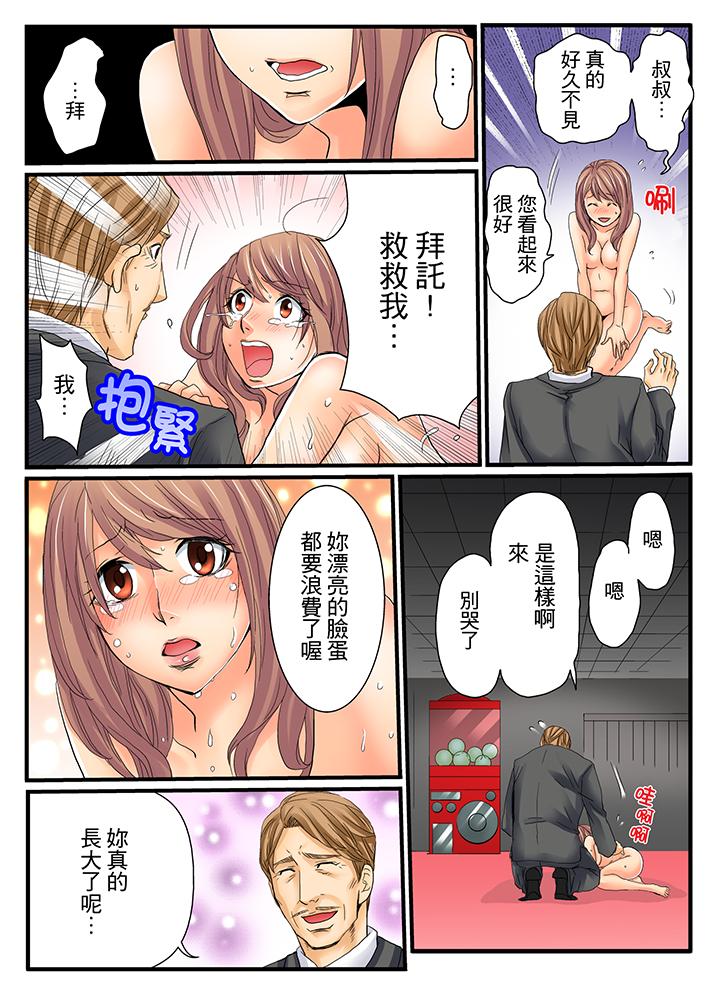 叔叔…
真的
好久不見
唰
您看起來
很好
…
…拜
拜託！
救救我…
抱緊
我…
嗯
嗯
是這樣啊
來
別哭了
哇啊啊
妳漂亮的臉蛋
都要浪費了喔
妳真的
長大了呢…